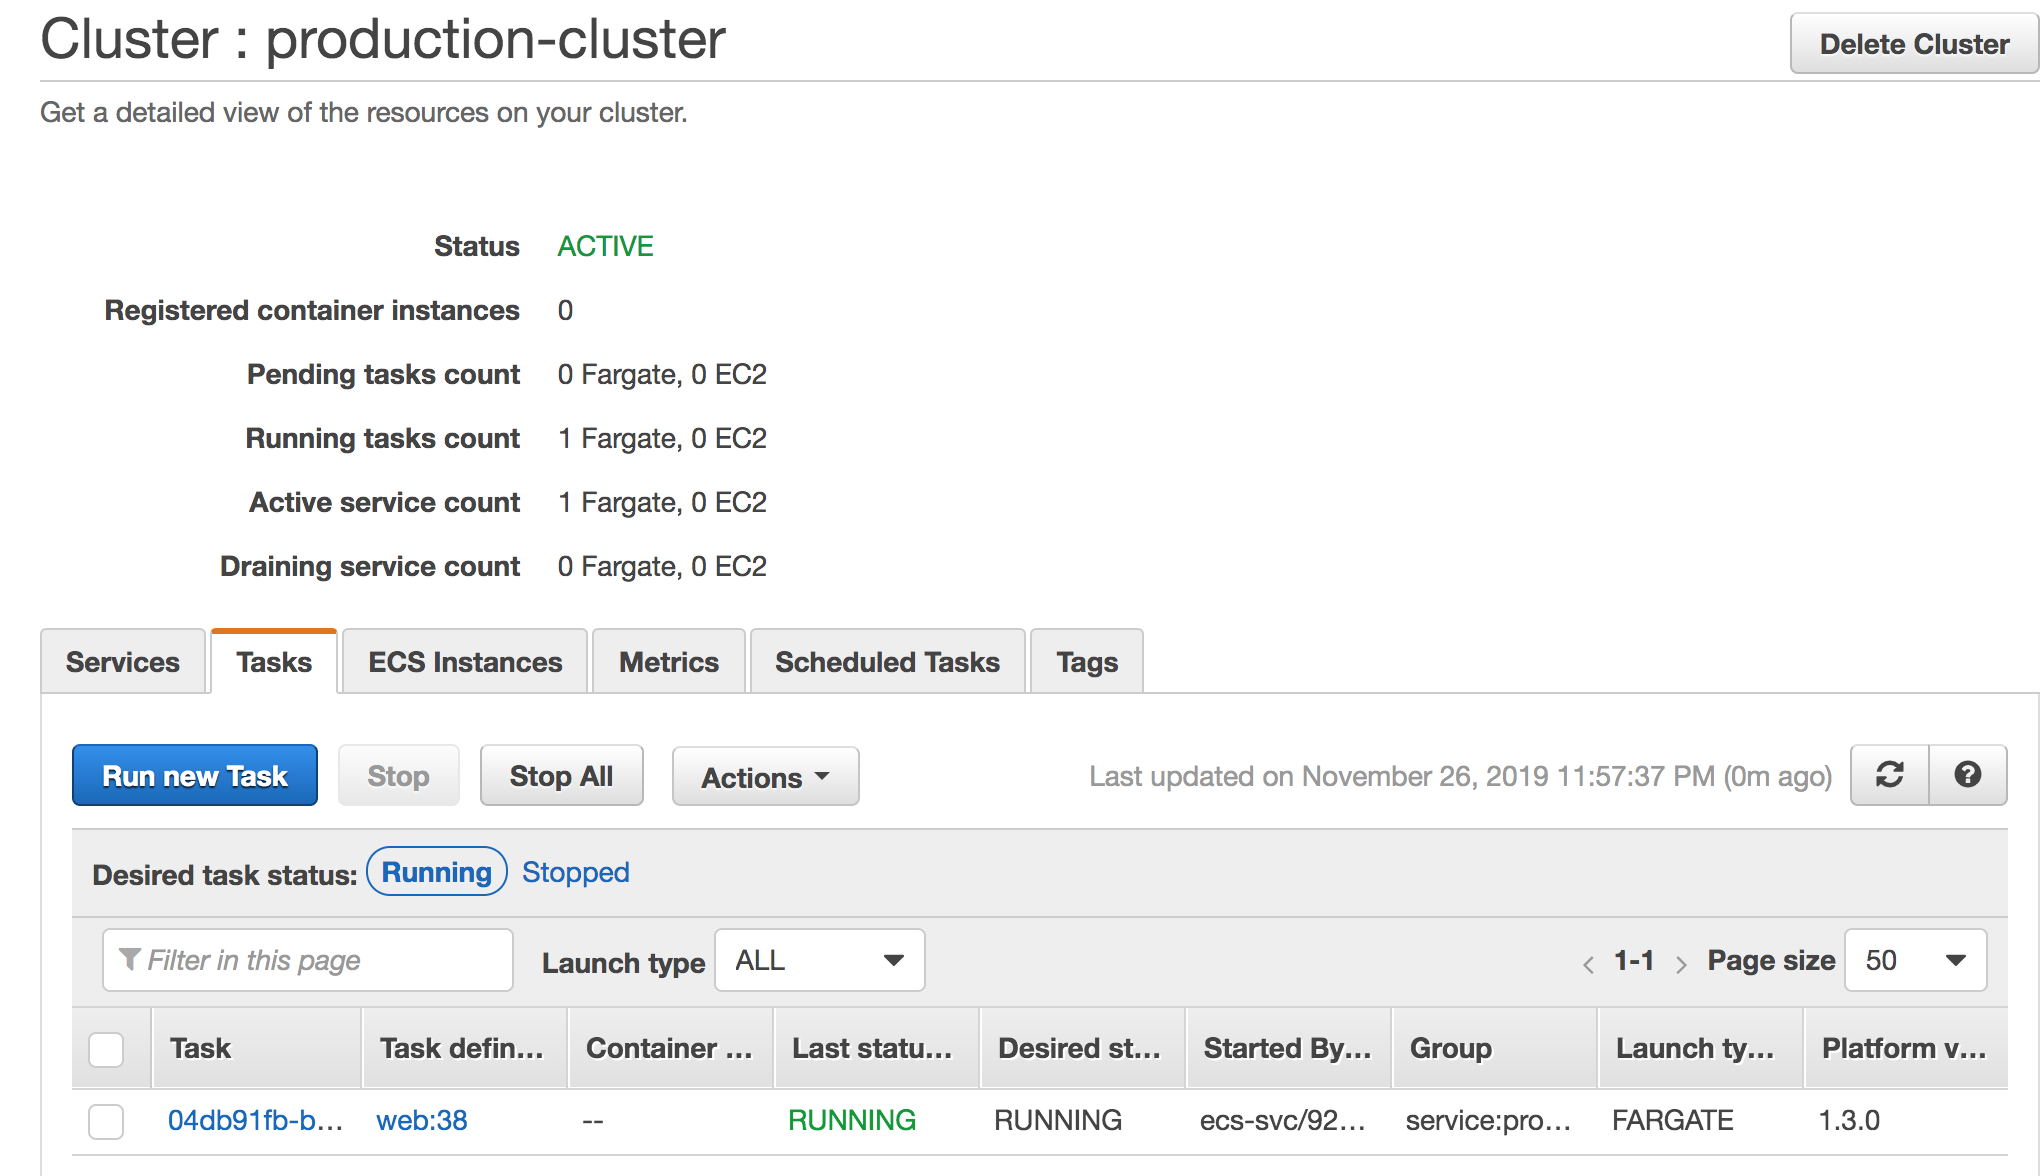 Cluster : production-cluster
Delete Cluster
Get a detailed view of the resources on your cluster.
Status ACTIVE
Registered container instances 0
Pending tasks count 0 Fargate, 0 EC2
Running tasks count 1 Fargate, 0 EC2
Active service count 1 Fargate, 0 EC2
Draining service count 0 Fargate, 0 EC2
Services Tasks ECS Instances Metrics Scheduled Tasks Tags
Run new Task Stop Stop All Actions Last updated on November 26, 2019 11:57:37 PM (0m ago)
Desired task status: Running Stopped
Filter in this page Launch type ALL < 1-1 > Page size 50
Task Task defin... Container ... Last statu... Desired st... Started By... Group Launch ty... Platform v...
04db91fb-b... web:38 -- RUNNING RUNNING ecs-svc/92... service:pro... FARGATE 1.3.0